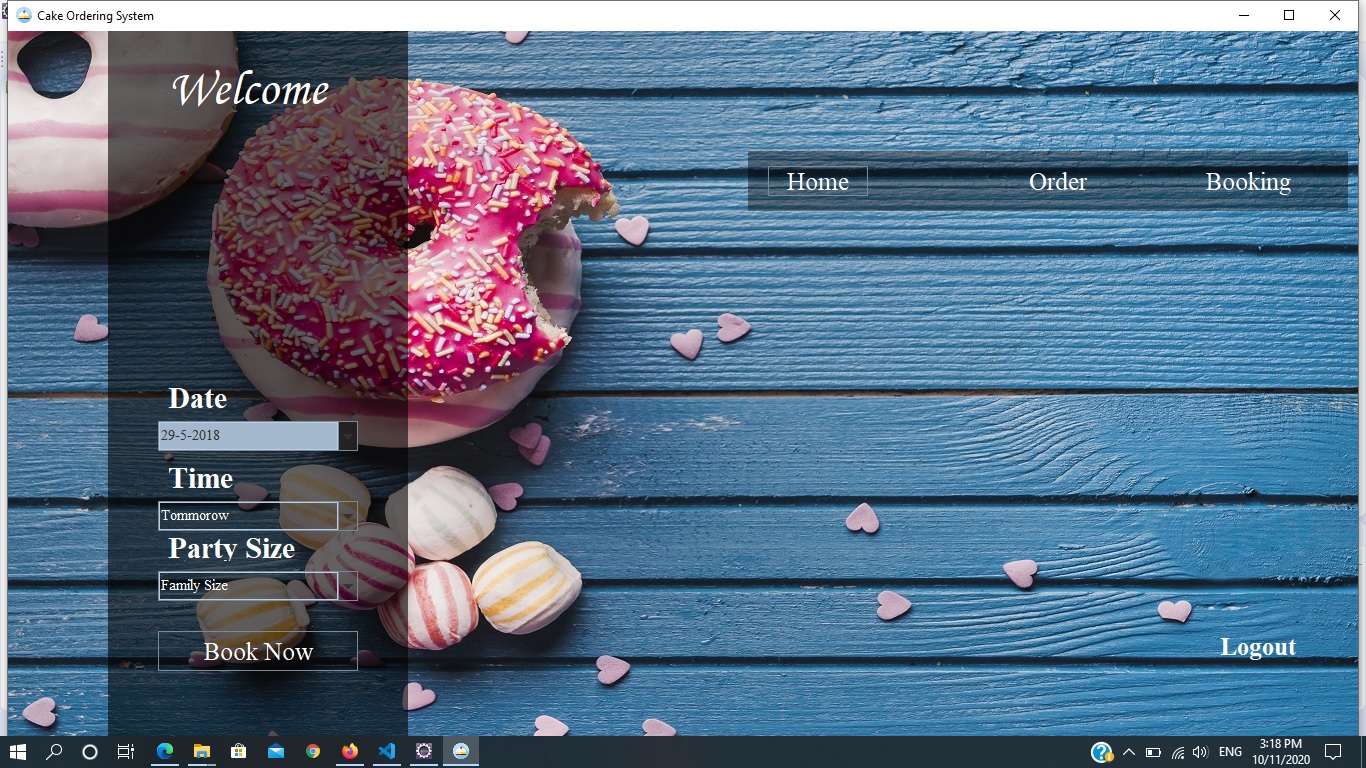 Cake Ordering System
Welcome
Home Order Booking
Date
29-5-2018
Time
Tommorow
Party Size
Family Size
Book Now
Logout
ENG
3:18 PM
10/11/2020